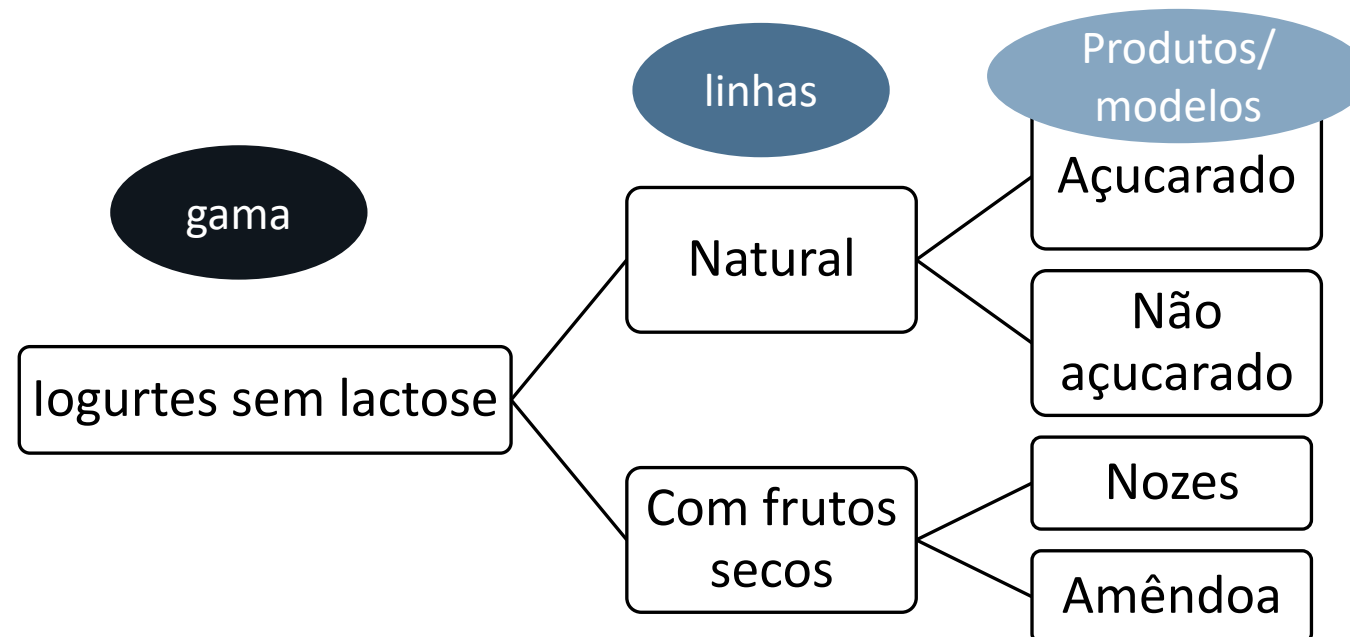 gama
linhas
Produtos/
modelos
Iogurtes sem lactose
Natural
Açucarado
Não
açucarado
Com frutos
secos
Nozes
Amêndoa